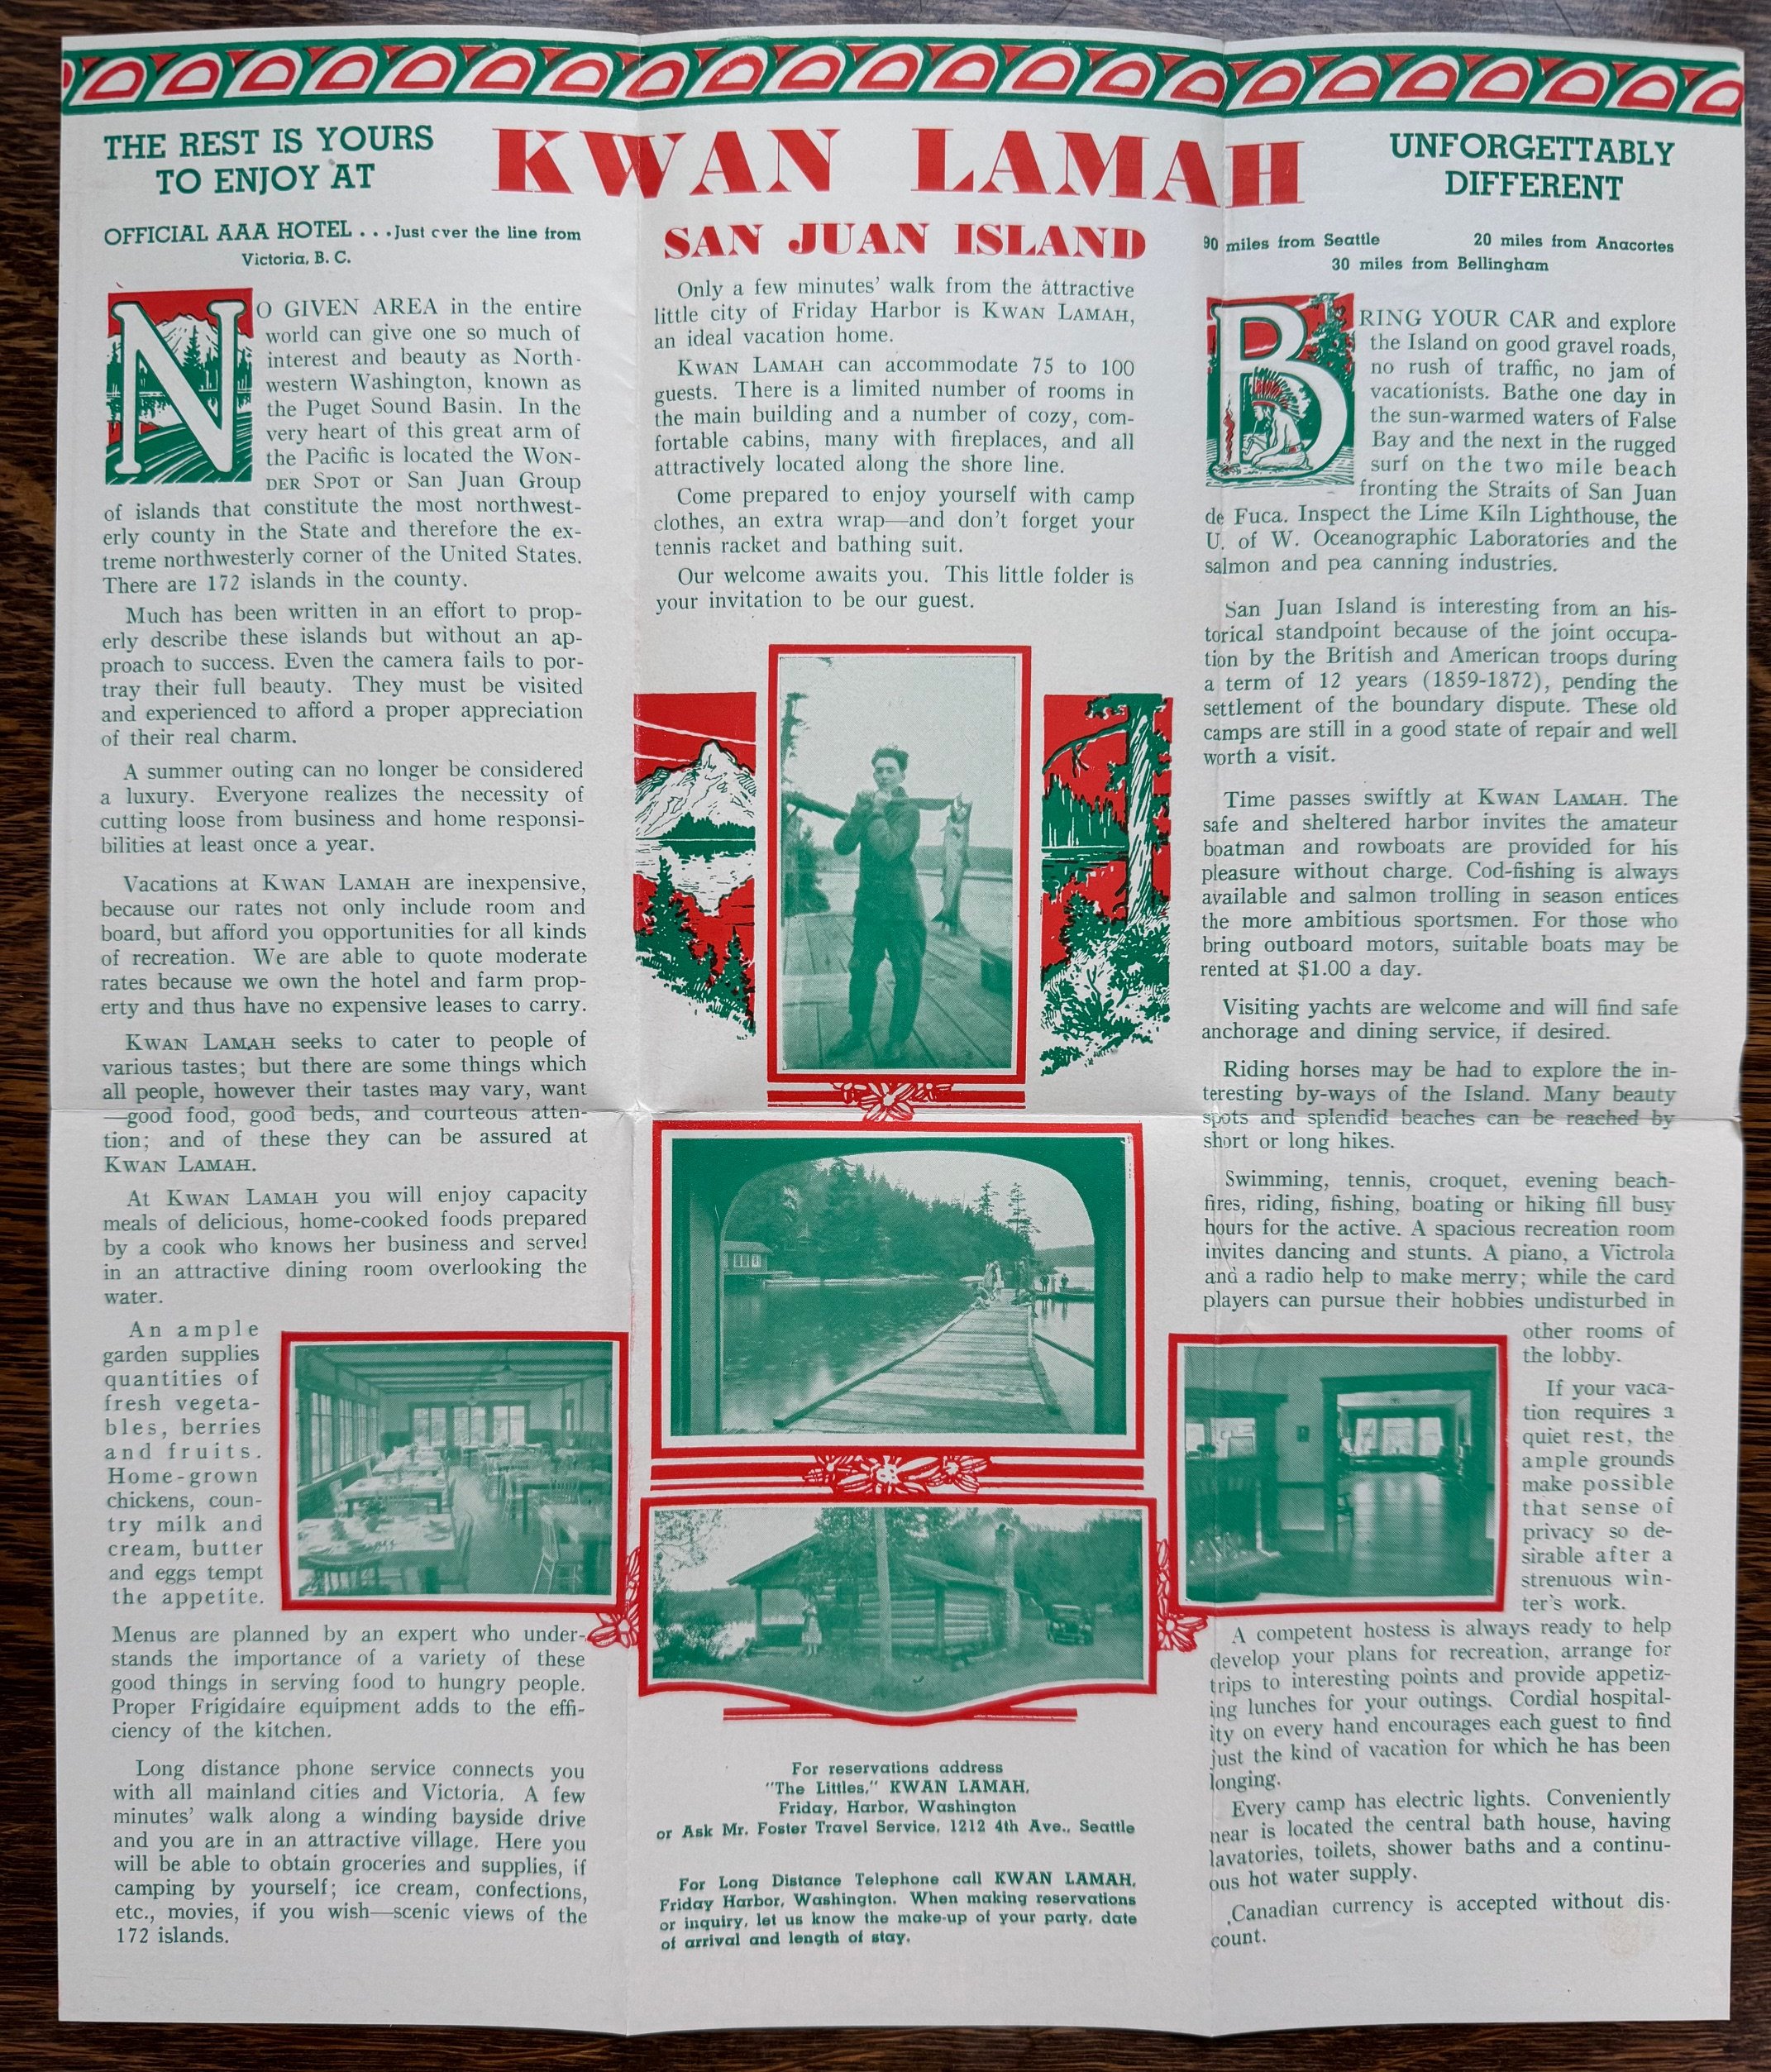 THE REST IS YOURS
TO ENJOY AT
KWAN LAMAH
SAN JUAN ISLAND
UNFORGETTABLY
DIFFERENT
OFFICIAL AAA HOTEL . . . Just over the line from
Victoria, B. C.
NO GIVEN AREA in the entire
world can give one so much of
interest and beauty as North-
western Washington, known as
the Puget Sound Basin. In the
very heart of this great arm of
the Pacific is located the WON-
DER SPOT or San Juan Group
of islands that constitute the most northwest-
erly county in the State and therefore the ex-
treme northwesterly corner of the United States.
There are 172 islands in the county.
Much has been written in an effort to prop-
erly describe these islands but without an ap-
proach to success. Even the camera fails to por-
tray their full beauty. They must be visited
and experienced to afford a proper appreciation
of their real charm.
A summer outing can no longer be considered
a luxury. Everyone realizes the necessity of
cutting loose from business and home responsi-
bilities at least once a year.
Vacations at KWAN LAMAH are inexpensive,
because our rates not only include room and
board, but afford you opportunities for all kinds
of recreation. We are able to quote moderate
rates because we own the hotel and farm prop-
erty and thus have no expensive leases to carry.
KWAN LAMAH seeks to cater to people of
various tastes; but there are some things which
all people, however their tastes may vary, want
—good food, good beds, and courteous atten-
tion; and of these they can be assured at
KWAN LAMAH.
At KWAN LAMAH you will enjoy capacity
meals of delicious, home-cooked foods prepared
by a cook who knows her business and served
in an attractive dining room overlooking the
water.
An ample
garden supplies
quantities of
fresh vegeta-
bles, berries
and fruits.
Home-grown
chickens, coun-
try milk and
cream, butter
and eggs tempt
the appetite.
Menus are planned by an expert who under-
stands the importance of a variety of these
good things in serving food to hungry people.
Proper Frigidaire equipment adds to the effi-
ciency of the kitchen.
Long distance phone service connects you
with all mainland cities and Victoria. A few
minutes' walk along a winding bayside drive
and you are in an attractive village. Here you
will be able to obtain groceries and supplies, if
camping by yourself; ice cream, confections,
etc., movies, if you wish—scenic views of the
172 islands.
Only a few minutes' walk from the attractive
little city of Friday Harbor is KWAN LAMAH,
an ideal vacation home.
KWAN LAMAH can accommodate 75 to 100
guests. There is a limited number of rooms in
the main building and a number of cozy, com-
fortable cabins, many with fireplaces, and all
attractively located along the shore line.
Come prepared to enjoy yourself with camp
clothes, an extra wrap—and don't forget your
tennis racket and bathing suit.
Our welcome awaits you. This little folder is
your invitation to be our guest.
For reservations address
"The Littles," KWAN LAMAH,
Friday, Harbor, Washington
or Ask Mr. Foster Travel Service, 1212 4th Ave., Seattle
For Long Distance Telephone call KWAN LAMAH,
Friday Harbor, Washington. When making reservations
or inquiry, let us know the make-up of your party, date
of arrival and length of stay.
90 miles from Seattle 20 miles from Anacortes
30 miles from Bellingham
BRING YOUR CAR and explore
the Island on good gravel roads,
no rush of traffic, no jam of
vacationists. Bathe one day in
the sun-warmed waters of False
Bay and the next in the rugged
surf on the two mile beach
fronting the Straits of San Juan
de Fuca. Inspect the Lime Kiln Lighthouse, the
U. of W. Oceanographic Laboratories and the
salmon and pea canning industries.
San Juan Island is interesting from an his-
torical standpoint because of the joint occupa-
tion by the British and American troops during
a term of 12 years (1859-1872), pending the
settlement of the boundary dispute. These old
camps are still in a good state of repair and well
worth a visit.
Time passes swiftly at KWAN LAMAH. The
safe and sheltered harbor invites the amateur
boatman and rowboats are provided for his
pleasure without charge. Cod-fishing is always
available and salmon trolling in season entices
the more ambitious sportsmen. For those who
bring outboard motors, suitable boats may be
rented at $1.00 a day.
Visiting yachts are welcome and will find safe
anchorage and dining service, if desired.
Riding horses may be had to explore the in-
teresting by-ways of the Island. Many beauty
spots and splendid beaches can be reached by
short or long hikes.
Swimming, tennis, croquet, evening beach-
fires, riding, fishing, boating or hiking fill busy
hours for the active. A spacious recreation room
invites dancing and stunts. A piano, a Victrola
and a radio help to make merry; while the card
players can pursue their hobbies undisturbed in
other rooms of
the lobby.
If your vaca-
tion requires a
quiet rest, the
ample grounds
make possible
that sense of
privacy so de-
sirable after a
strenuous win-
ter's work.
A competent hostess is always ready to help
develop your plans for recreation, arrange for
trips to interesting points and provide appetiz-
ing lunches for your outings. Cordial hospital-
ity on every hand encourages each guest to find
just the kind of vacation for which he has been
longing.
Every camp has electric lights. Conveniently
near is located the central bath house, having
lavatories, toilets, shower baths and a continu-
ous hot water supply.
Canadian currency is accepted without dis-
count.